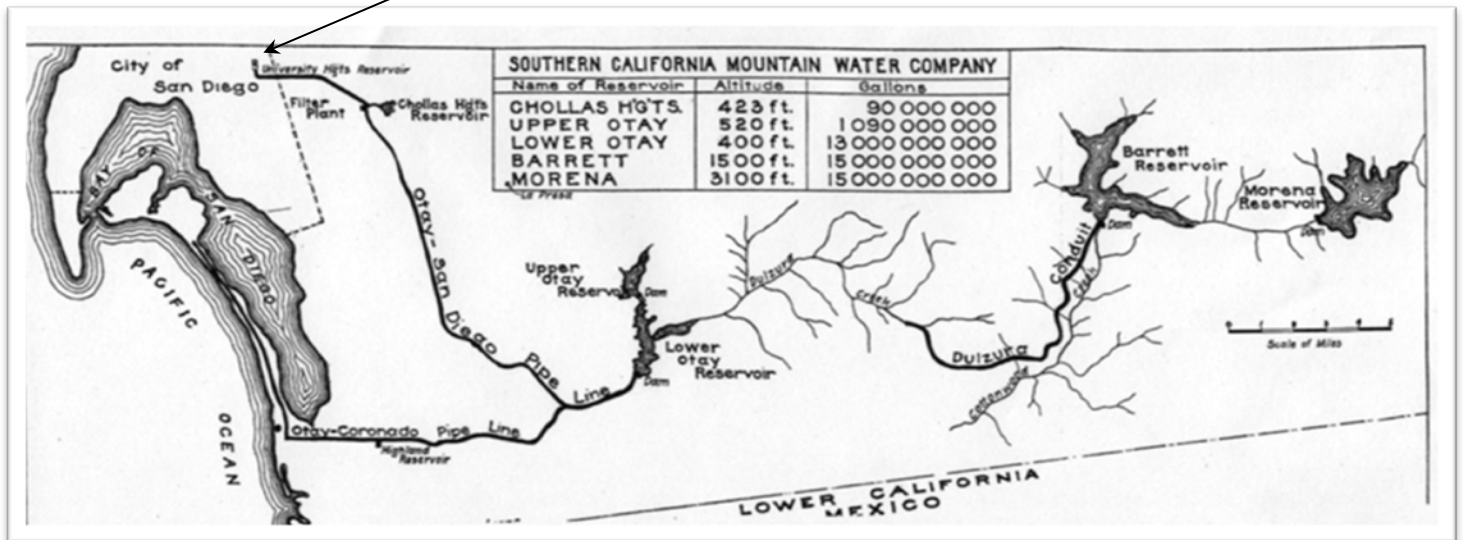 City of
San Diego
University Hgts Reservoir
Filter
Plant
Chollas Hgts
Reservoir
SOUTHERN CALIFORNIA MOUNTAIN WATER COMPANY
Name of Reservoir Altitude Gallons
CHOLLAS HG'TS. 423 ft. 90 000 000
UPPER OTAY 520 ft. 1 090 000 000
LOWER OTAY 400 ft. 13 000 000 000
BARRETT 1500 ft. 15 000 000 000
MORENA 3100 ft. 15 000 000 000
La Presa
BAY OF SAN DIEGO
PACIFIC
OCEAN
Otay-San Diego Pipe Line
Upper
Otay
Reservoir
Dam
Lower
Otay
Reservoir
Dam
Dulzura Creek
Barrett
Reservoir
Dam
Morena
Reservoir
Dam
Dulzura Conduit
Cottonwood Creek
Scale of Miles
Otay-Coronado Pipe Line
Highland
Reservoir
LOWER CALIFORNIA
MEXICO